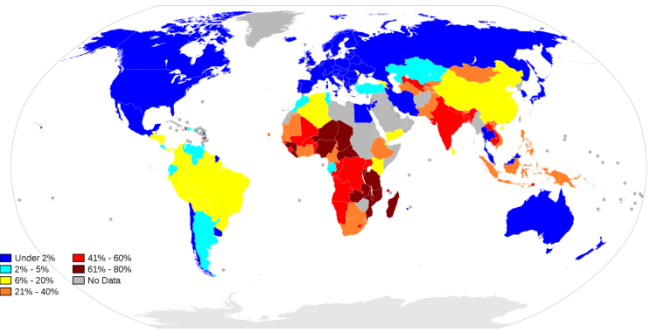 Under 2%
2% - 5%
6% - 20%
21% - 40%
41% - 60%
61% - 80%
No Data